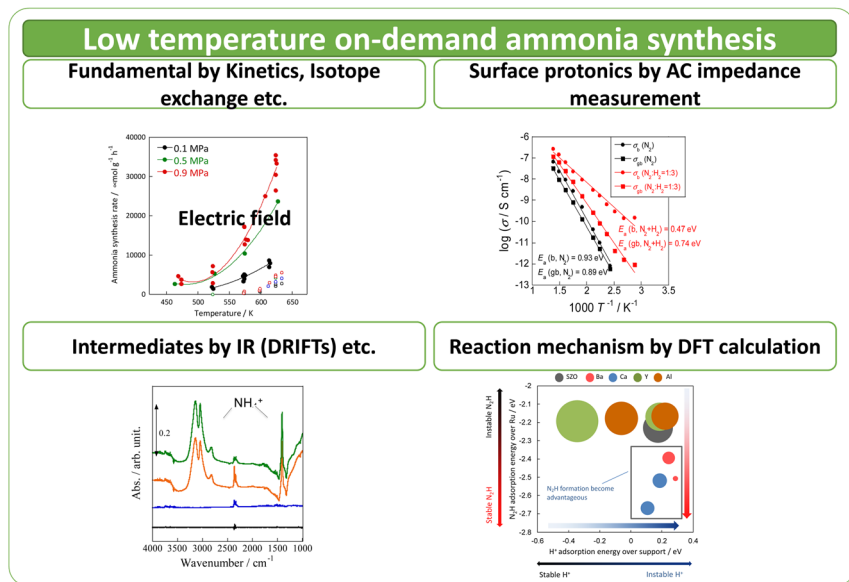 Low temperature on-demand ammonia synthesis
Fundamental by Kinetics, Isotope
exchange etc.
Surface protonics by AC impedance
measurement
40000
30000
20000
10000
0
450
500
550
600
650
Temperature / K
Ammonia synthesis rate / ∞mol g⁻¹ h⁻¹
0.1 MPa
0.5 MPa
0.9 MPa
Electric field
-6
-7
-8
-9
-10
-11
-12
-13
1
1.5
2
2.5
3
3.5
1000 T⁻¹ / K⁻¹
log (σ / S cm⁻¹)
σb (N₂)
σgb (N₂)
σb (N₂:H₂=1:3)
σgb (N₂:H₂=1:3)
Ea (b, N₂+H₂) = 0.47 eV
Ea (gb, N₂+H₂) = 0.74 eV
Ea (b, N₂) = 0.93 eV
Ea (gb, N₂) = 0.89 eV
Intermediates by IR (DRIFTs) etc.
Reaction mechanism by DFT calculation
0.2
Abs. / arb. unit.
4000
3500
3000
2500
2000
1500
1000
Wavenumber / cm⁻¹
SZO
Ba
Ca
Y
Al
Instable N₂H
Stable N₂H
N₂H adsorption energy over Ru / eV
-2
-2.1
-2.2
-2.3
-2.4
-2.5
-2.6
-2.7
-2.8
N₂H formation become
advantageous
-0.6
-0.4
-0.2
0
0.2
0.4
H⁺ adsorption energy over support / eV
Stable H⁺
Instable H⁺